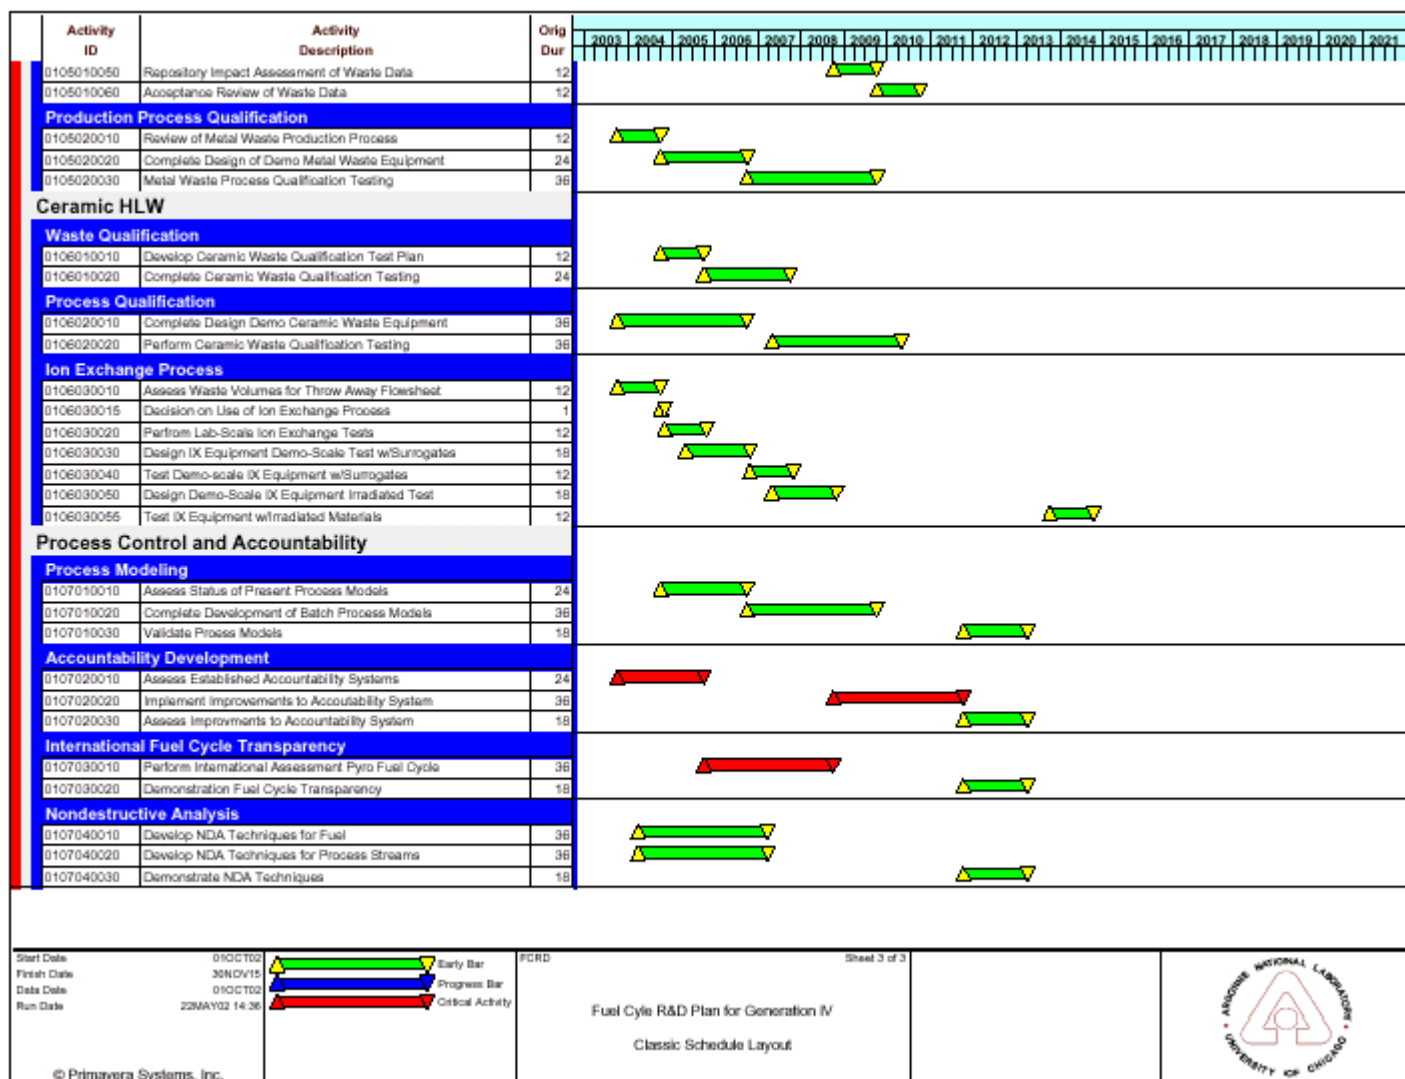 Activity Activity Orig
ID Description Dur
2003 2004 2005 2006 2007 2008 2009 2010 2011 2012 2013 2014 2015 2016 2017 2018 2019 2020 2021
0105010050 Repository Impact Assessment of Waste Data 12
0105010060 Acceptance Review of Waste Data 12
Production Process Qualification
0105020010 Review of Metal Waste Production Process 12
0105020020 Complete Design of Demo Metal Waste Equipment 24
0105020030 Metal Waste Process Qualification Testing 36
Ceramic HLW
Waste Qualification
0106010010 Develop Ceramic Waste Qualification Test Plan 12
0106010020 Complete Ceramic Waste Qualification Testing 24
Process Qualification
0106020010 Complete Design Demo Ceramic Waste Equipment 36
0106020020 Perform Ceramic Waste Qualification Testing 36
Ion Exchange Process
0106030010 Assess Waste Volumes for Throw Away Flowsheet 12
0106030015 Decision on Use of Ion Exchange Process 1
0106030020 Perfrom Lab-Scale Ion Exchange Tests 12
0106030030 Design IX Equipment Demo-Scale Test w/Surrogates 18
0106030040 Test Demo-scale IX Equipment w/Surrogates 12
0106030050 Design Demo-Scale IX Equipment Irradiated Test 18
0106030055 Test IX Equipment w/Irradiated Materials 12
Process Control and Accountability
Process Modeling
0107010010 Assess Status of Present Process Models 24
0107010020 Complete Development of Batch Process Models 36
0107010030 Validate Proess Models 18
Accountability Development
0107020010 Assess Established Accountability Systems 24
0107020020 Implement Improvements to Accoutability System 36
0107020030 Assess Improvments to Accountability System 18
International Fuel Cycle Transparency
0107030010 Perform International Assessment Pyro Fuel Cycle 36
0107030020 Demonstration Fuel Cycle Transparency 18
Nondestructive Analysis
0107040010 Develop NDA Techniques for Fuel 36
0107040020 Develop NDA Techniques for Process Streams 36
0107040030 Demonstrate NDA Techniques 18
Start Date 01OCT02
Finish Date 30NOV15
Data Date 01OCT02
Run Date 22MAY02 14:36
© Primavera Systems, Inc.
Early Bar
Progress Bar
Critical Activity
FCRD Sheet 3 of 3
Fuel Cyle R&D Plan for Generation IV
Classic Schedule Layout
ARGONNE NATIONAL LABORATORY
UNIVERSITY OF CHICAGO